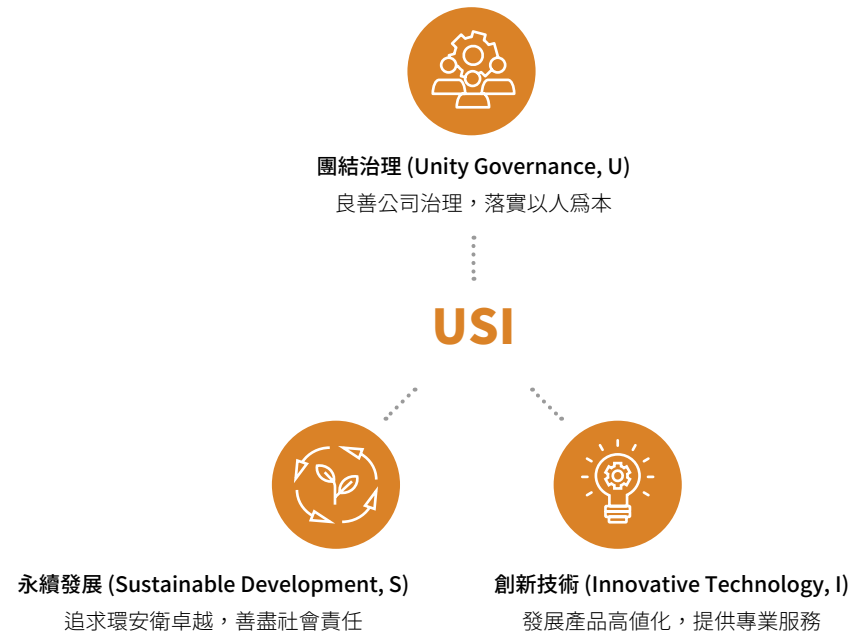 團結治理 (Unity Governance, U)
良善公司治理，落實以人為本
USI
永續發展 (Sustainable Development, S)
追求環安衛卓越，善盡社會責任
創新技術 (Innovative Technology, I)
發展產品高值化，提供專業服務